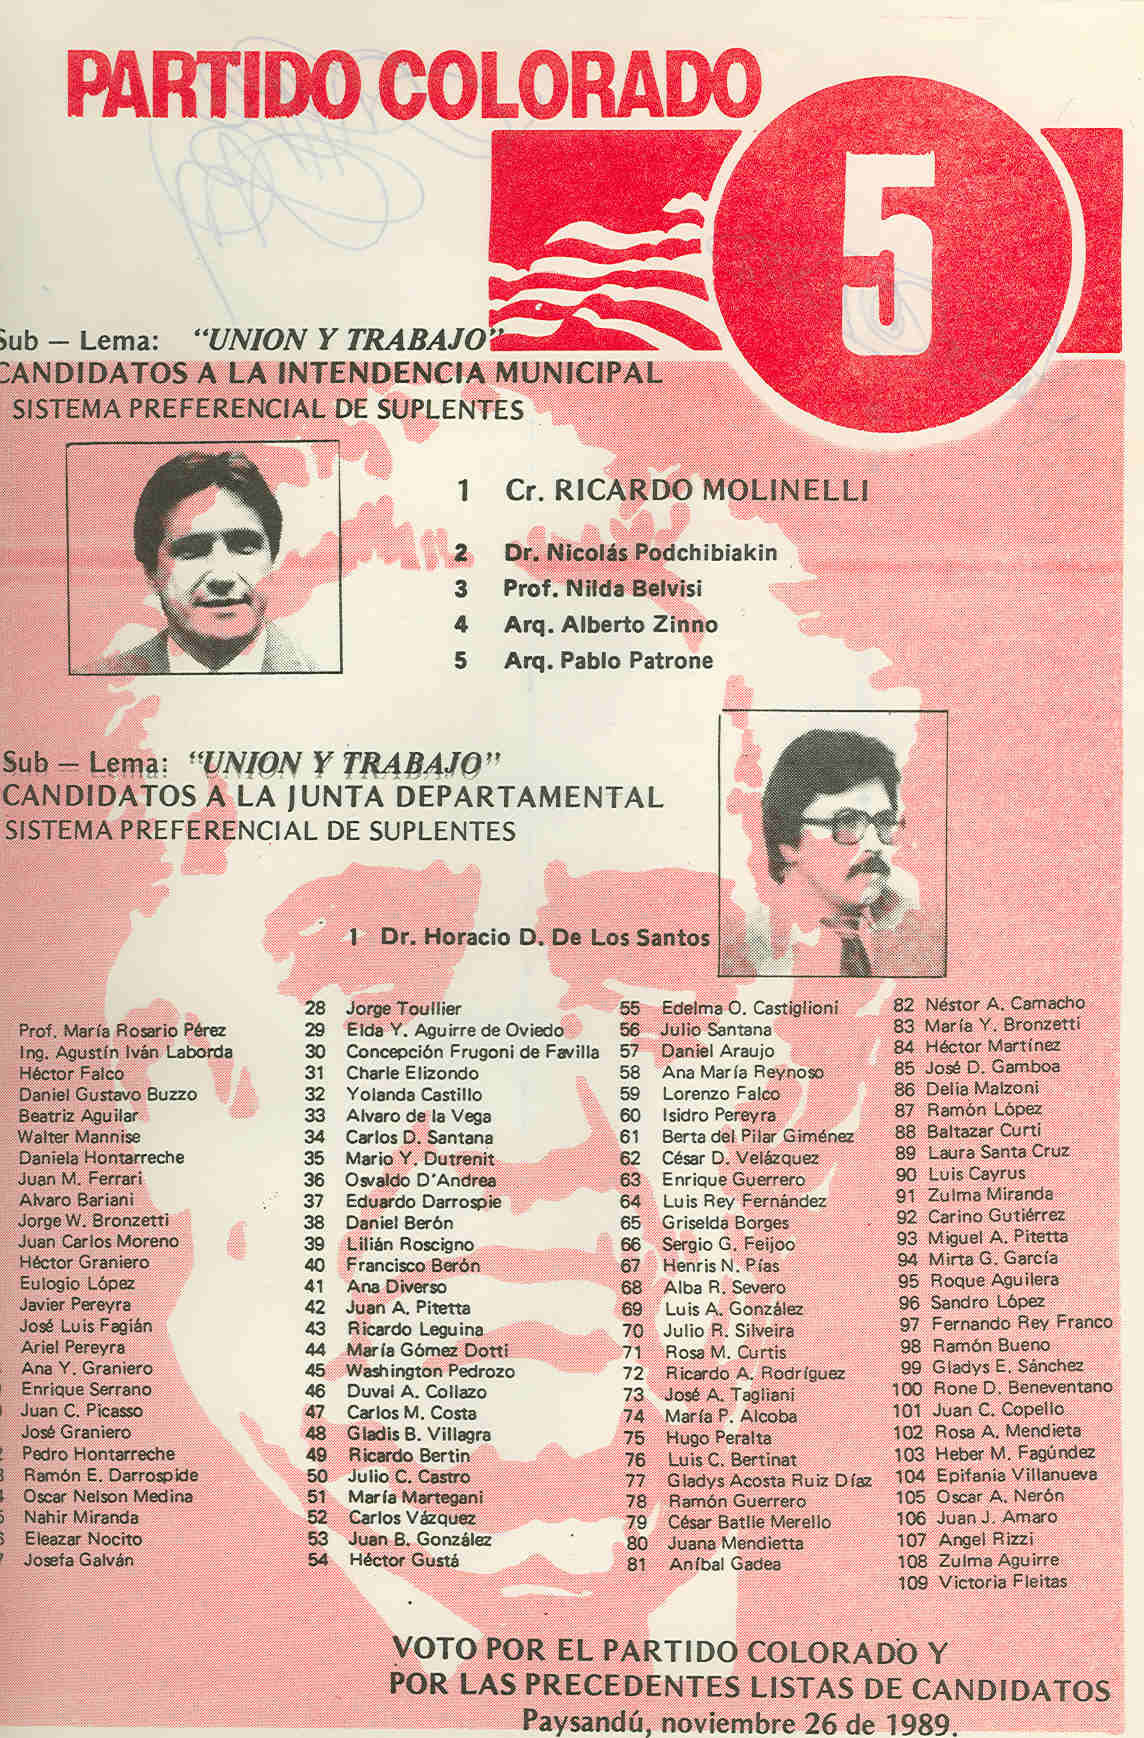 PARTIDO COLORADO
5
Sub — Lema: "UNION Y TRABAJO"
CANDIDATOS A LA INTENDENCIA MUNICIPAL
SISTEMA PREFERENCIAL DE SUPLENTES
1 Cr. RICARDO MOLINELLI
2 Dr. Nicolás Podchibiakin
3 Prof. Nilda Belvisi
4 Arq. Alberto Zinno
5 Arq. Pablo Patrone
Sub — Lema: "UNION Y TRABAJO"
CANDIDATOS A LA JUNTA DEPARTAMENTAL
SISTEMA PREFERENCIAL DE SUPLENTES
1 Dr. Horacio D. De Los Santos
Prof. María Rosario Pérez
Ing. Agustín Iván Laborda
Héctor Falco
Daniel Gustavo Buzzo
Beatriz Aguilar
Walter Mannise
Daniela Hontarreche
Juan M. Ferrari
Alvaro Bariani
Jorge W. Bronzetti
Juan Carlos Moreno
Héctor Graniero
Eulogio López
Javier Pereyra
José Luis Fagián
Ariel Pereyra
Ana Y. Graniero
Enrique Serrano
Juan C. Picasso
José Graniero
Pedro Hontarreche
Ramón E. Darrospide
Oscar Nelson Medina
Nahir Miranda
Eleazar Nocito
Josefa Galván
28 Jorge Toullier
29 Elda Y. Aguirre de Oviedo
30 Concepción Frugoni de Favilla
31 Charle Elizondo
32 Yolanda Castillo
33 Alvaro de la Vega
34 Carlos D. Santana
35 Mario Y. Dutrenit
36 Osvaldo D'Andrea
37 Eduardo Darrospie
38 Daniel Berón
39 Lilián Roscigno
40 Francisco Berón
41 Ana Diverso
42 Juan A. Pitetta
43 Ricardo Leguina
44 María Gómez Dotti
45 Washington Pedrozo
46 Duval A. Collazo
47 Carlos M. Costa
48 Gladis B. Villagra
49 Ricardo Bertin
50 Julio C. Castro
51 María Martegani
52 Carlos Vázquez
53 Juan B. González
54 Héctor Gustá
55 Edelma O. Castiglioni
56 Julio Santana
57 Daniel Araujo
58 Ana María Reynoso
59 Lorenzo Falco
60 Isidro Pereyra
61 Berta del Pilar Giménez
62 César D. Velázquez
63 Enrique Guerrero
64 Luis Rey Fernández
65 Griselda Borges
66 Sergio G. Feijoo
67 Henris N. Pías
68 Alba R. Severo
69 Luis A. González
70 Julio R. Silveira
71 Rosa M. Curtis
72 Ricardo A. Rodríguez
73 José A. Tagliani
74 María P. Alcoba
75 Hugo Peralta
76 Luis C. Bertinat
77 Gladys Acosta Ruiz Díaz
78 Ramón Guerrero
79 César Batlle Merello
80 Juana Mendietta
81 Aníbal Gadea
82 Néstor A. Camacho
83 María Y. Bronzetti
84 Héctor Martínez
85 José D. Gamboa
86 Delia Malzoni
87 Ramón López
88 Baltazar Curti
89 Laura Santa Cruz
90 Luis Cayrus
91 Zulma Miranda
92 Carino Gutiérrez
93 Miguel A. Pitetta
94 Mirta G. García
95 Roque Aguilera
96 Sandro López
97 Fernando Rey Franco
98 Ramón Bueno
99 Gladys E. Sánchez
100 Rone D. Beneventano
101 Juan C. Copello
102 Rosa A. Mendieta
103 Heber M. Fagúndez
104 Epifania Villanueva
105 Oscar A. Nerón
106 Juan J. Amaro
107 Angel Rizzi
108 Zulma Aguirre
109 Victoria Fleitas
VOTO POR EL PARTIDO COLORADO Y
POR LAS PRECEDENTES LISTAS DE CANDIDATOS
Paysandú, noviembre 26 de 1989.